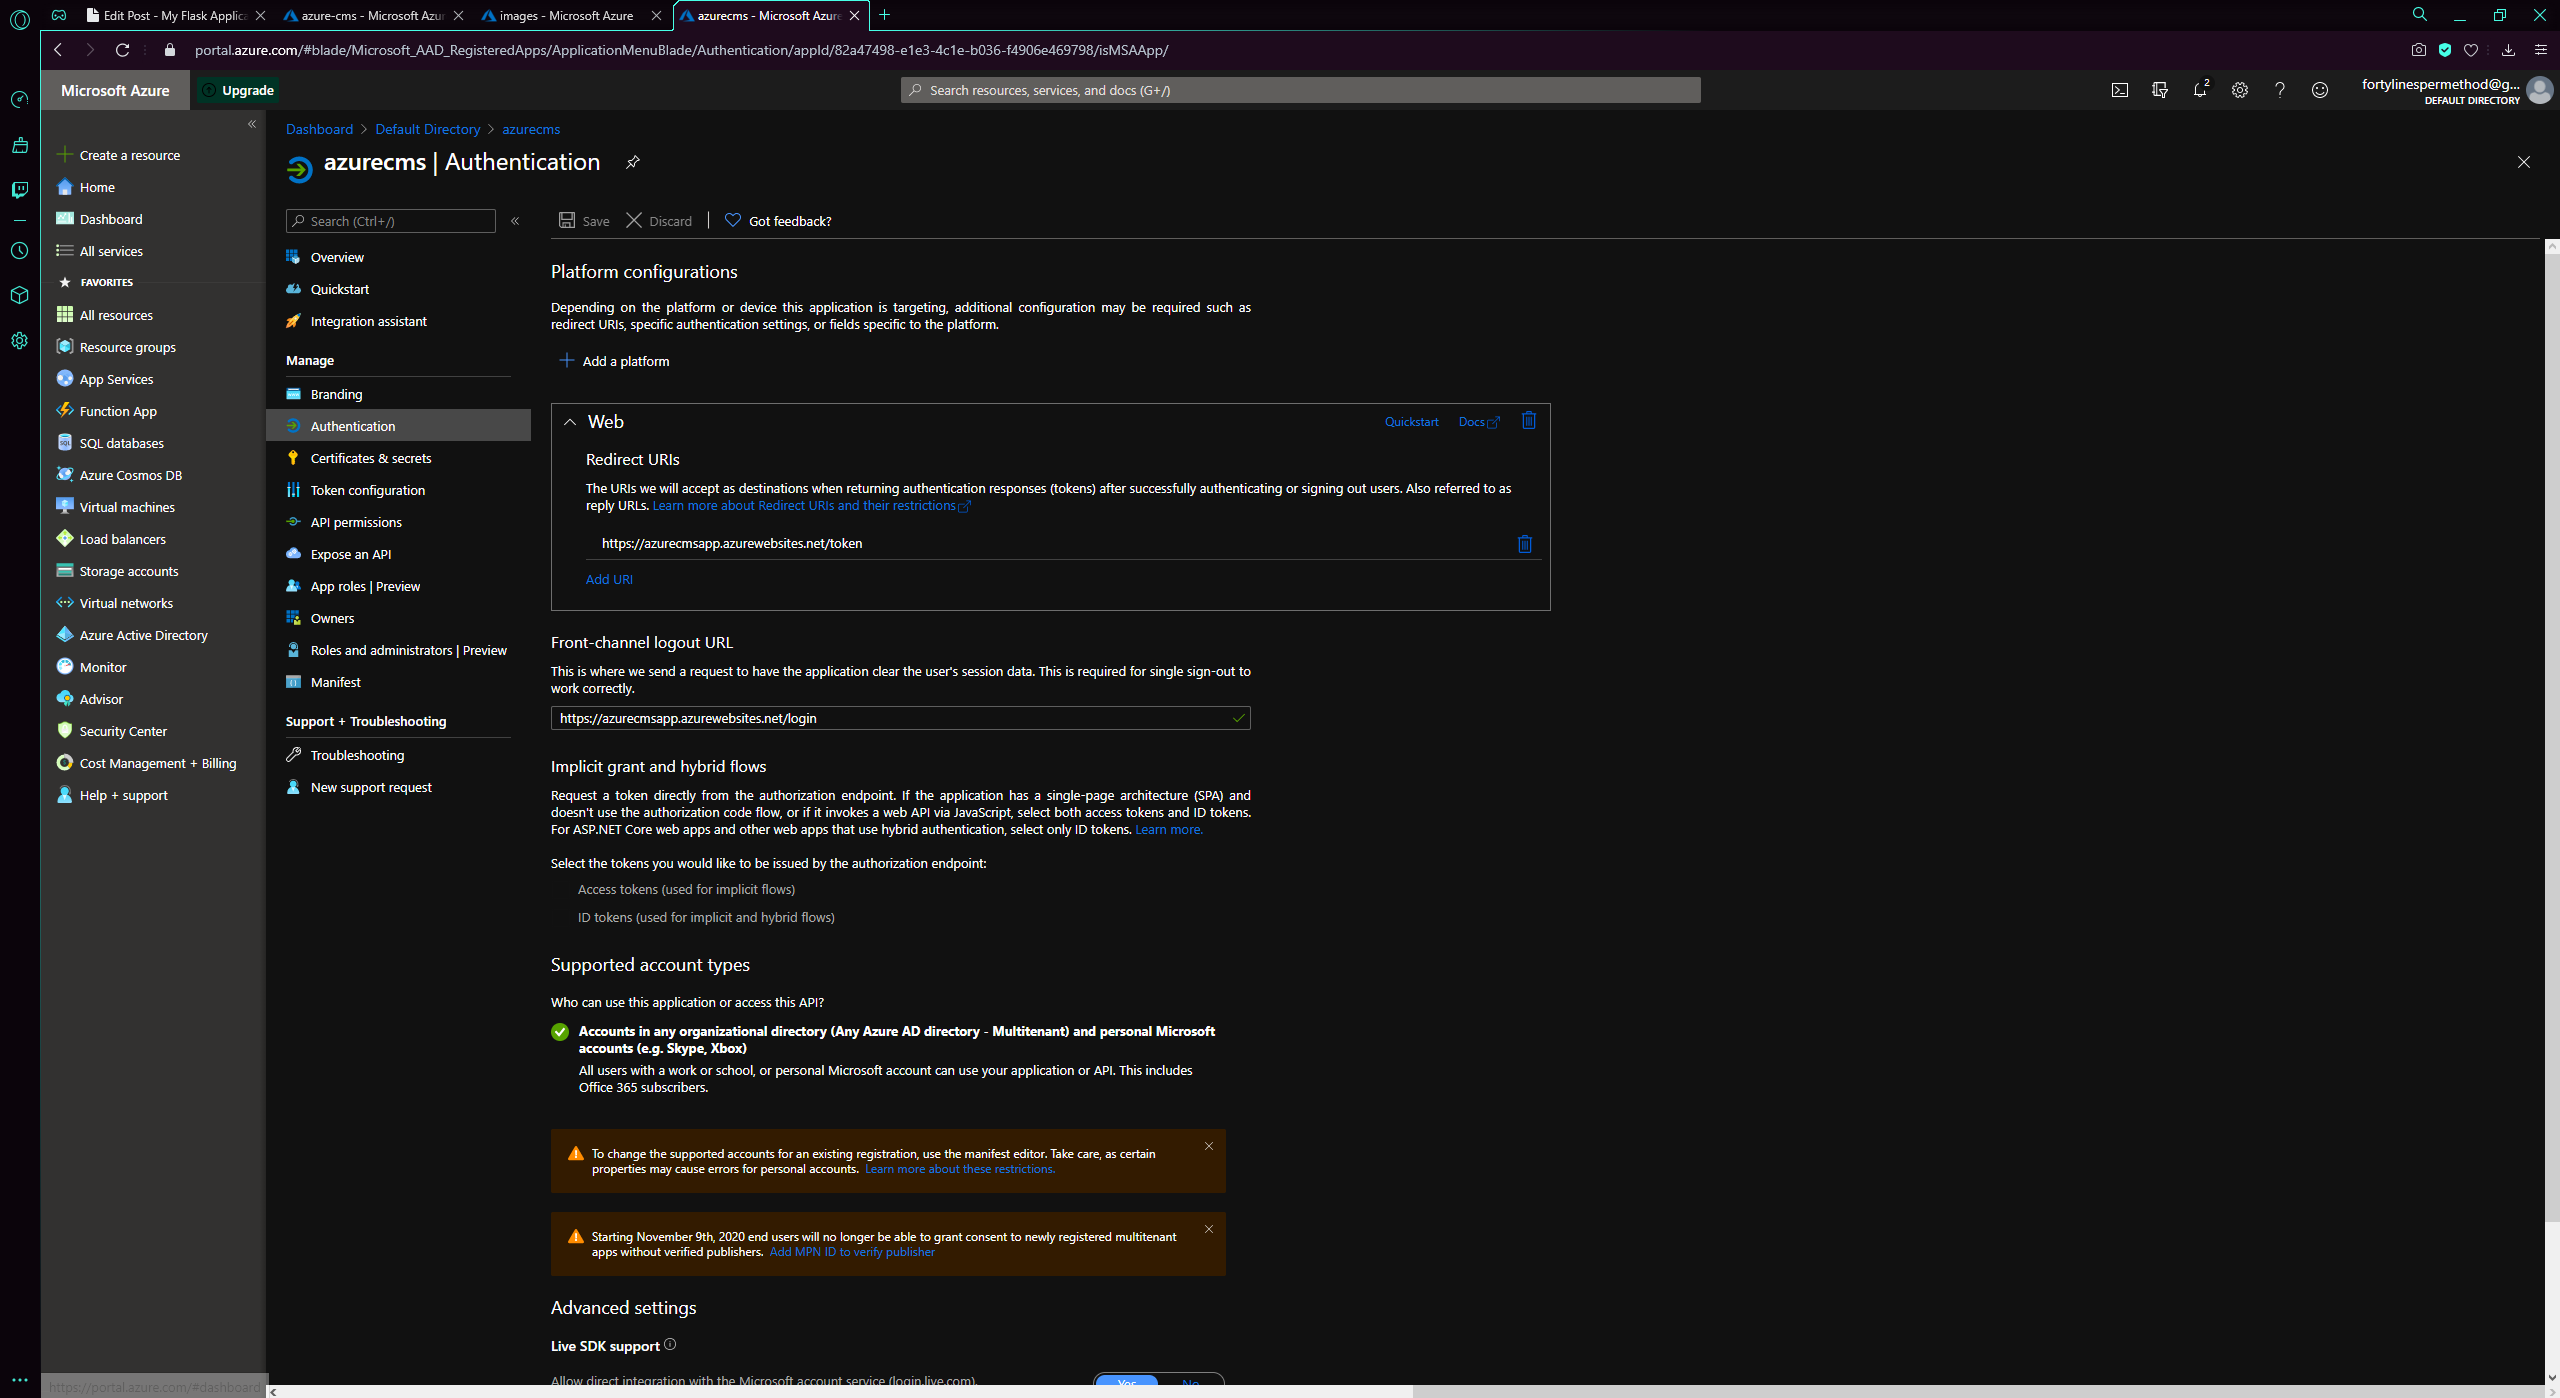 Edit Post - My Flask Applica
azure-cms - Microsoft Azur
images - Microsoft Azure
azurecms - Microsoft Azure
portal.azure.com/#blade/Microsoft_AAD_RegisteredApps/ApplicationMenuBlade/Authentication/appId/82a47498-e1e3-4c1e-b036-f4906e469798/isMSAApp/
Microsoft Azure
Upgrade
Search resources, services, and docs (G+/)
2
fortylinespermethod@g...
DEFAULT DIRECTORY
Create a resource
Home
Dashboard
All services
FAVORITES
All resources
Resource groups
App Services
Function App
SQL databases
Azure Cosmos DB
Virtual machines
Load balancers
Storage accounts
Virtual networks
Azure Active Directory
Monitor
Advisor
Security Center
Cost Management + Billing
Help + support
https://portal.azure.com/#dashboard
Dashboard > Default Directory > azurecms
azurecms | Authentication
Search (Ctrl+/)
Overview
Quickstart
Integration assistant
Manage
Branding
Authentication
Certificates & secrets
Token configuration
API permissions
Expose an API
App roles | Preview
Owners
Roles and administrators | Preview
Manifest
Support + Troubleshooting
Troubleshooting
New support request
Save
Discard
Got feedback?
Platform configurations
Depending on the platform or device this application is targeting, additional configuration may be required such as
redirect URIs, specific authentication settings, or fields specific to the platform.
Add a platform
Web
Quickstart
Docs
Redirect URIs
The URIs we will accept as destinations when returning authentication responses (tokens) after successfully authenticating or signing out users. Also referred to as
reply URLs. Learn more about Redirect URIs and their restrictions
https://azurecmsapp.azurewebsites.net/token
Add URI
Front-channel logout URL
This is where we send a request to have the application clear the user's session data. This is required for single sign-out to
work correctly.
https://azurecmsapp.azurewebsites.net/login
Implicit grant and hybrid flows
Request a token directly from the authorization endpoint. If the application has a single-page architecture (SPA) and
doesn't use the authorization code flow, or if it invokes a web API via JavaScript, select both access tokens and ID tokens.
For ASP.NET Core web apps and other web apps that use hybrid authentication, select only ID tokens. Learn more.
Select the tokens you would like to be issued by the authorization endpoint:
Access tokens (used for implicit flows)
ID tokens (used for implicit and hybrid flows)
Supported account types
Who can use this application or access this API?
Accounts in any organizational directory (Any Azure AD directory - Multitenant) and personal Microsoft
accounts (e.g. Skype, Xbox)
All users with a work or school, or personal Microsoft account can use your application or API. This includes
Office 365 subscribers.
To change the supported accounts for an existing registration, use the manifest editor. Take care, as certain
properties may cause errors for personal accounts. Learn more about these restrictions.
Starting November 9th, 2020 end users will no longer be able to grant consent to newly registered multitenant
apps without verified publishers. Add MPN ID to verify publisher
Advanced settings
Live SDK support
Allow direct integration with the Microsoft account service (login.live.com).
Yes
No